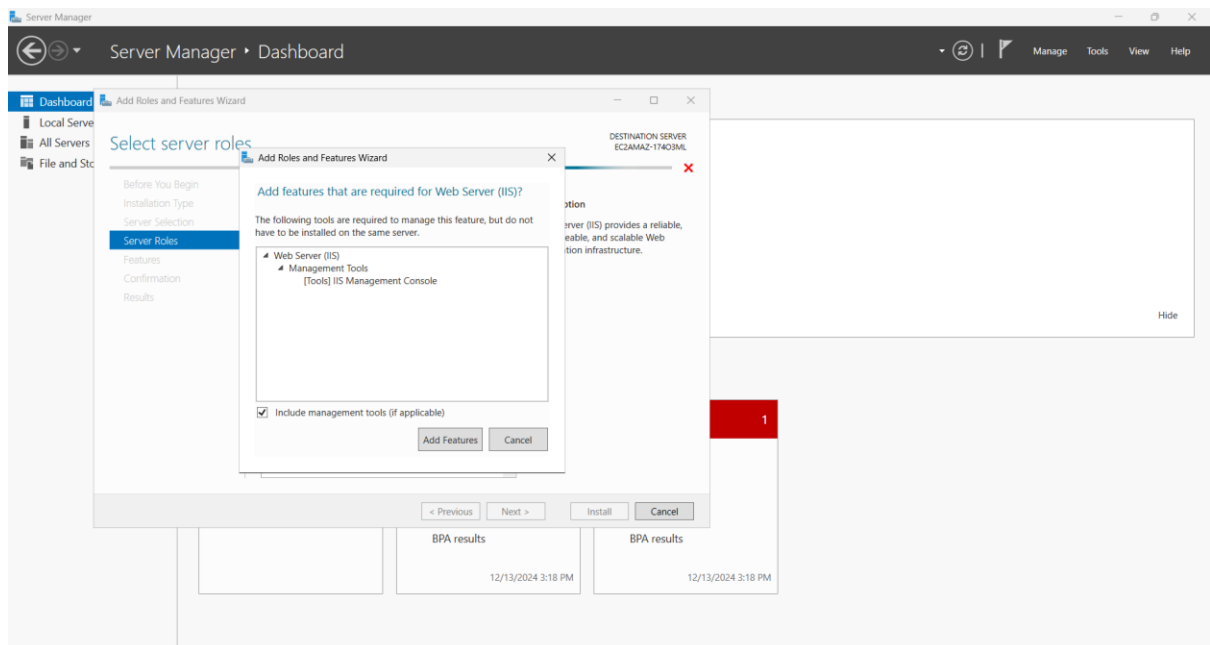 Server Manager
Server Manager ‣ Dashboard
Manage Tools View Help
Dashboard
Local Serve
All Servers
File and Sto
Add Roles and Features Wizard
Select server roles
DESTINATION SERVER
EC2AMAZ-17403ML
Before You Begin
Installation Type
Server Selection
Server Roles
Features
Confirmation
Results
Add Roles and Features Wizard
Add features that are required for Web Server (IIS)?
The following tools are required to manage this feature, but do not
have to be installed on the same server.
Web Server (IIS)
Management Tools
[Tools] IIS Management Console
Include management tools (if applicable)
Add Features Cancel
ption
erver (IIS) provides a reliable,
eable, and scalable Web
tion infrastructure.
< Previous Next > Install Cancel
Hide
1
BPA results
12/13/2024 3:18 PM
BPA results
12/13/2024 3:18 PM